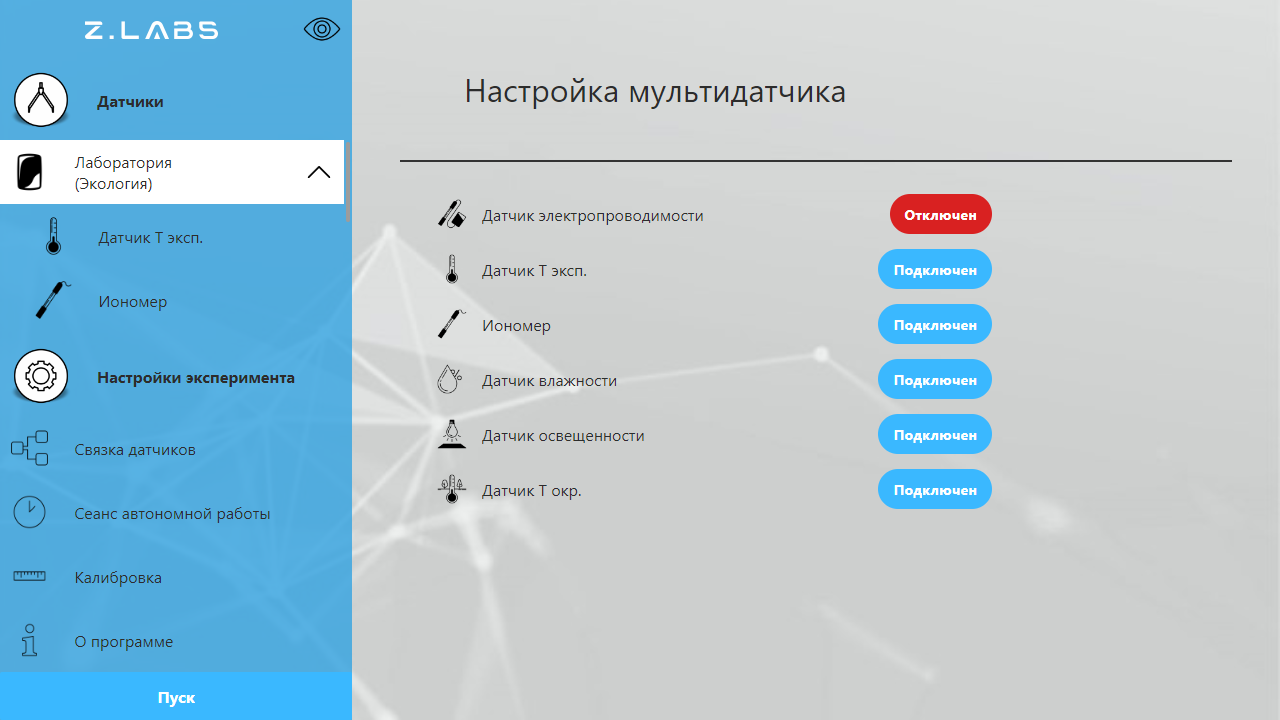 Z.LABS
Датчики
Лаборатория
(Экология)
Датчик Т эксп.
Иономер
Настройки эксперимента
Связка датчиков
Сеанс автономной работы
Калибровка
О программе
Пуск
Настройка мультидатчика
Датчик электропроводимости Отключен
Датчик Т эксп. Подключен
Иономер Подключен
Датчик влажности Подключен
Датчик освещенности Подключен
Датчик Т окр. Подключен